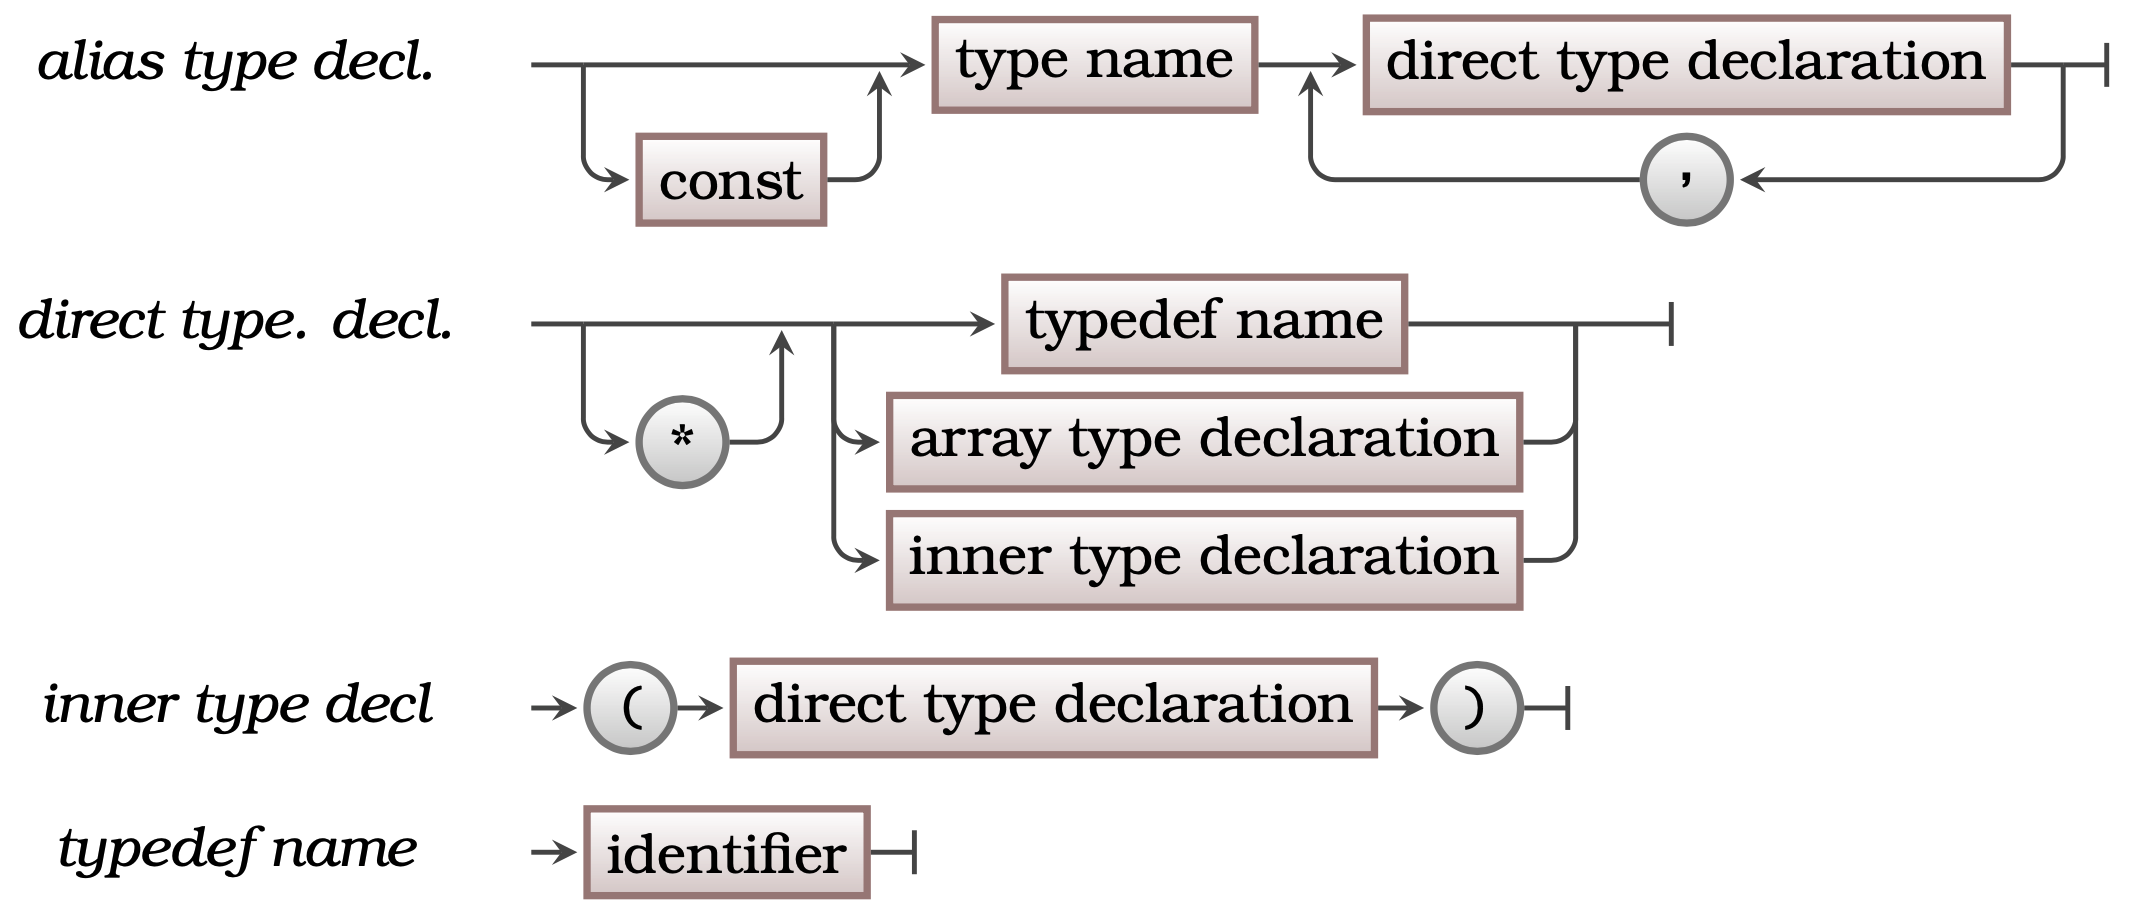 alias type decl. type name direct type declaration
const ,
direct type. decl. typedef name
* array type declaration
inner type declaration
inner type decl ( direct type declaration )
typedef name identifier